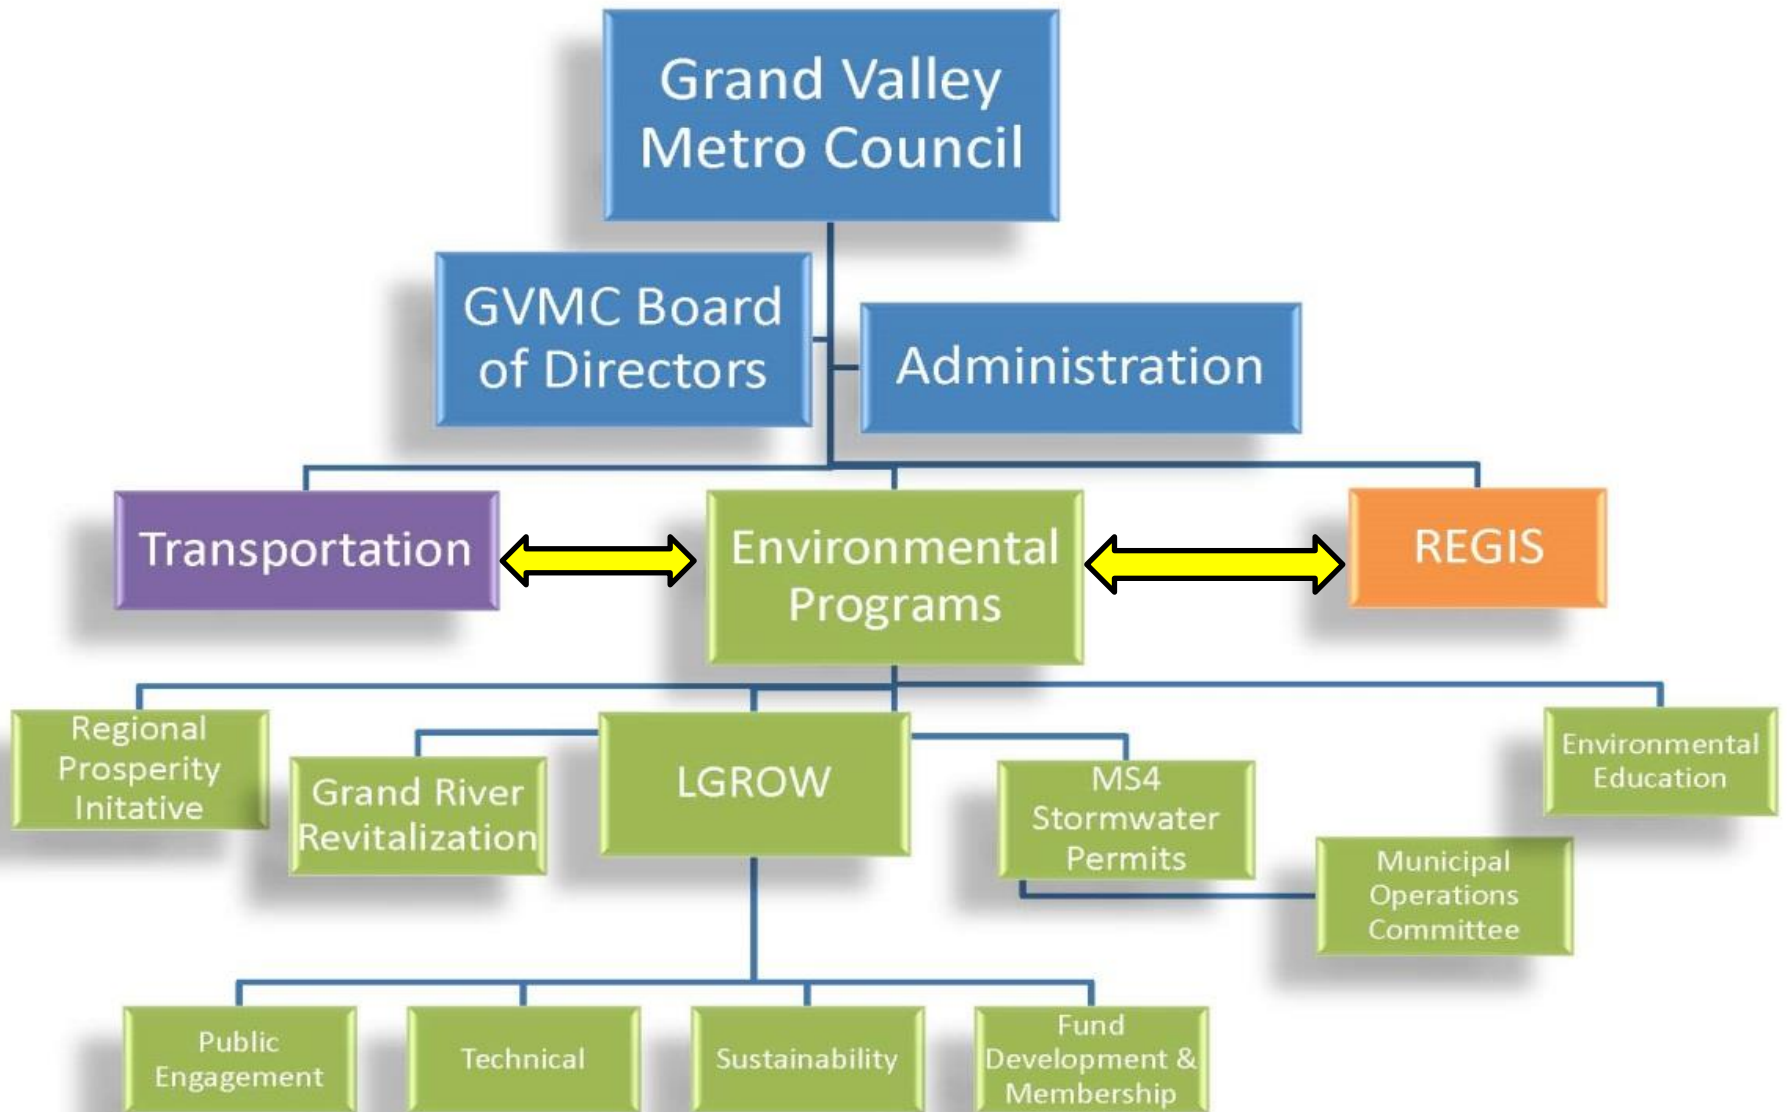 Grand Valley
Metro Council
GVMC Board
of Directors
Administration
Transportation
Environmental
Programs
REGIS
Regional
Prosperity
Initative
Grand River
Revitalization
LGROW
MS4
Stormwater
Permits
Environmental
Education
Municipal
Operations
Committee
Public
Engagement
Technical
Sustainability
Fund
Development &
Membership